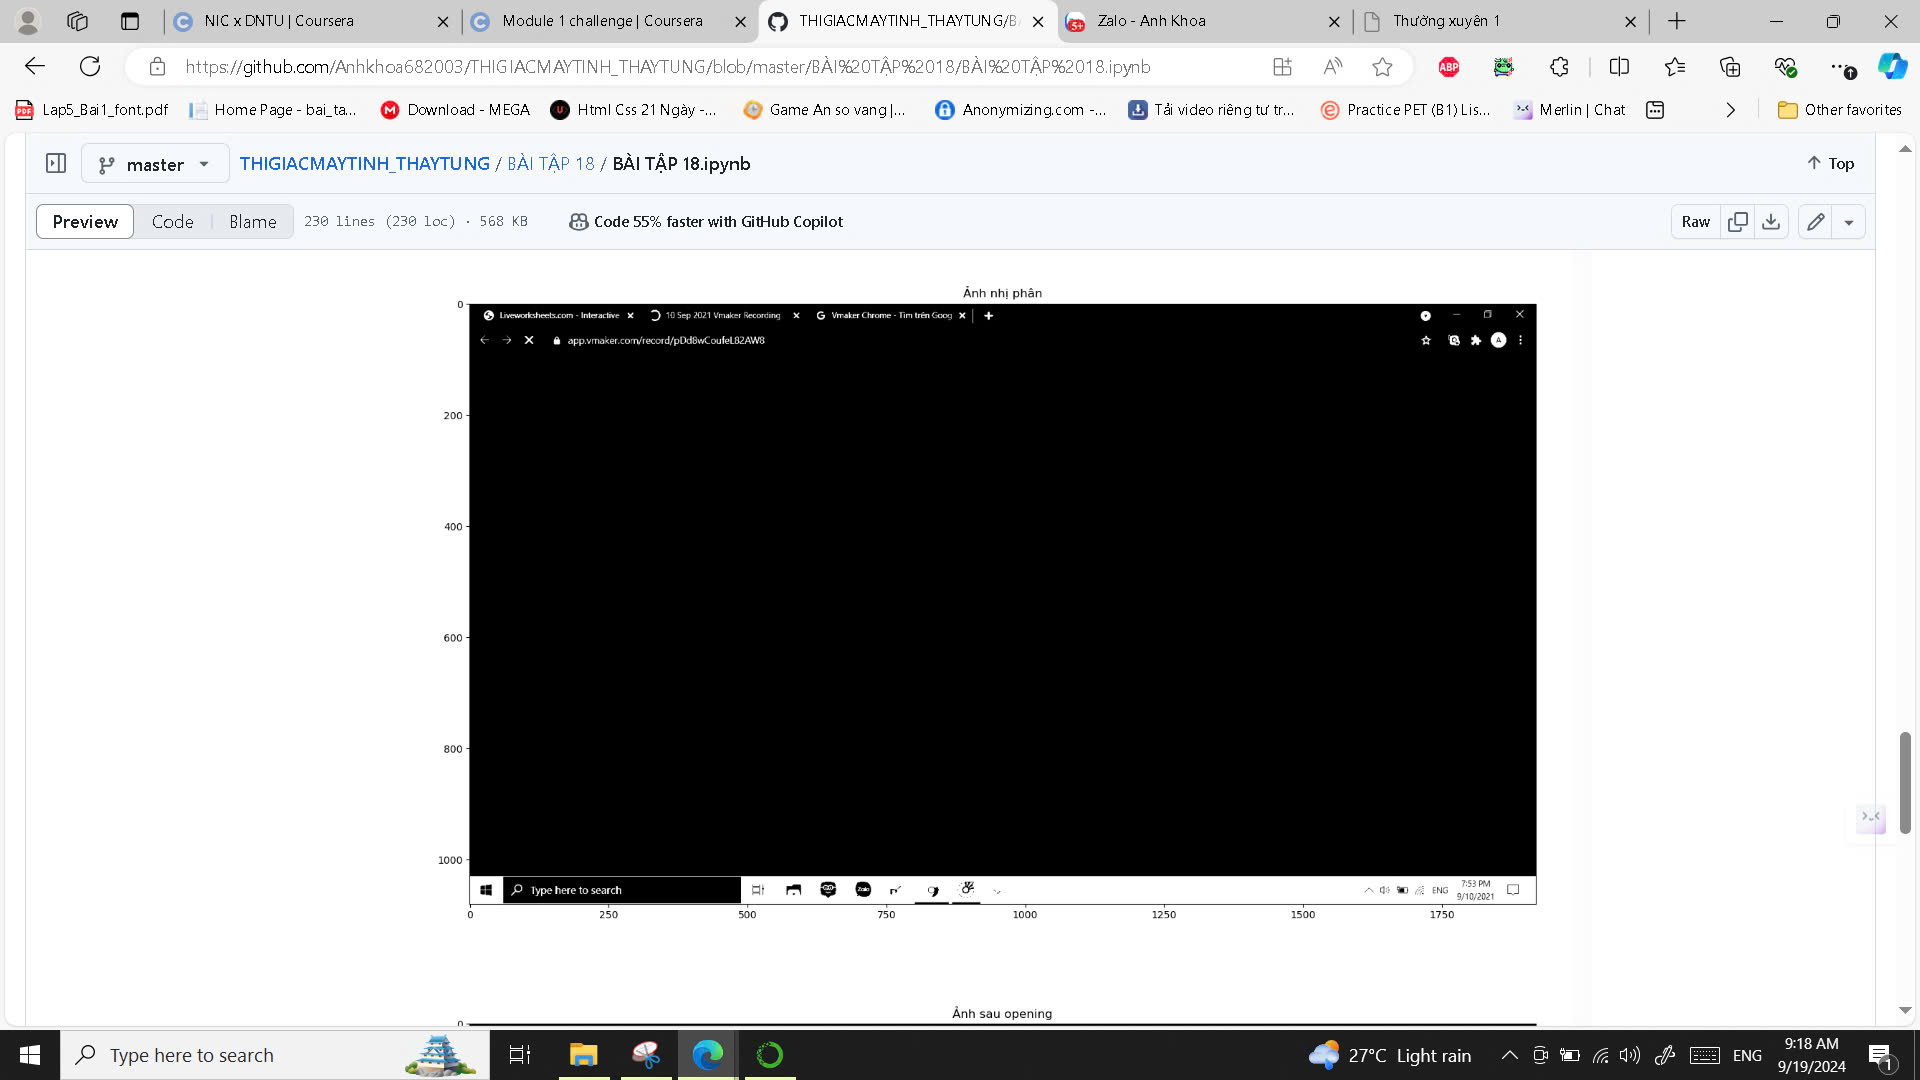 NIC x DNTU | Coursera
Module 1 challenge | Coursera
THIGIACMAYTINH_THAYTUNG/B
Zalo - Anh Khoa
Thường xuyên 1
https://github.com/Anhkhoa682003/THIGIACMAYTINH_THAYTUNG/blob/master/BÀI%20TẬP%2018/BÀI%20TẬP%2018.ipynb
ABP
Lap5_Bai1_font.pdf
Home Page - bai_ta...
Download - MEGA
Html Css 21 Ngày -...
Game An so vang |...
Anonymizing.com -...
Tải video riêng tư tr...
Practice PET (B1) Lis...
Merlin | Chat
Other favorites
master
THIGIACMAYTINH_THAYTUNG / BÀI TẬP 18 / BÀI TẬP 18.ipynb
Top
Preview
Code
Blame
230 lines (230 loc) · 568 KB
Code 55% faster with GitHub Copilot
Raw
Ảnh nhị phân
Liveworksheets.com - Interactive
10 Sep 2021 Vmaker Recording
Vmaker Chrome - Tìm trên Goog
app.vmaker.com/record/pDd8wCoufeL82AW8
A
0
200
400
600
800
1000
Type here to search
Zalo
ENG
7:53 PM
9/10/2021
0
250
500
750
1000
1250
1500
1750
Ảnh sau opening
0
Type here to search
27°C Light rain
ENG
9:18 AM
9/19/2024
1